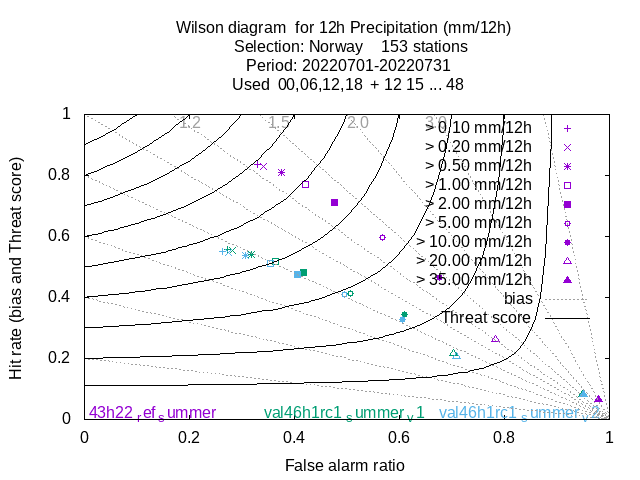 Wilson diagram  for 12h Precipitation (mm/12h)
Selection: Norway    153 stations
Period: 20220701-20220731
Used  00,06,12,18  + 12 15 ... 48
Hit rate (bias and Threat score)
1
0.8
0.6
0.4
0.2
0
0 0.2 0.4 0.6 0.8 1
False alarm ratio
1.2 1.5 2.0 3.0
> 0.10 mm/12h
> 0.20 mm/12h
> 0.50 mm/12h
> 1.00 mm/12h
> 2.00 mm/12h
> 5.00 mm/12h
> 10.00 mm/12h
> 20.00 mm/12h
> 35.00 mm/12h
bias
Threat score
43h22ref summer val46h1rc1summerv1 val46h1rc1summerv2